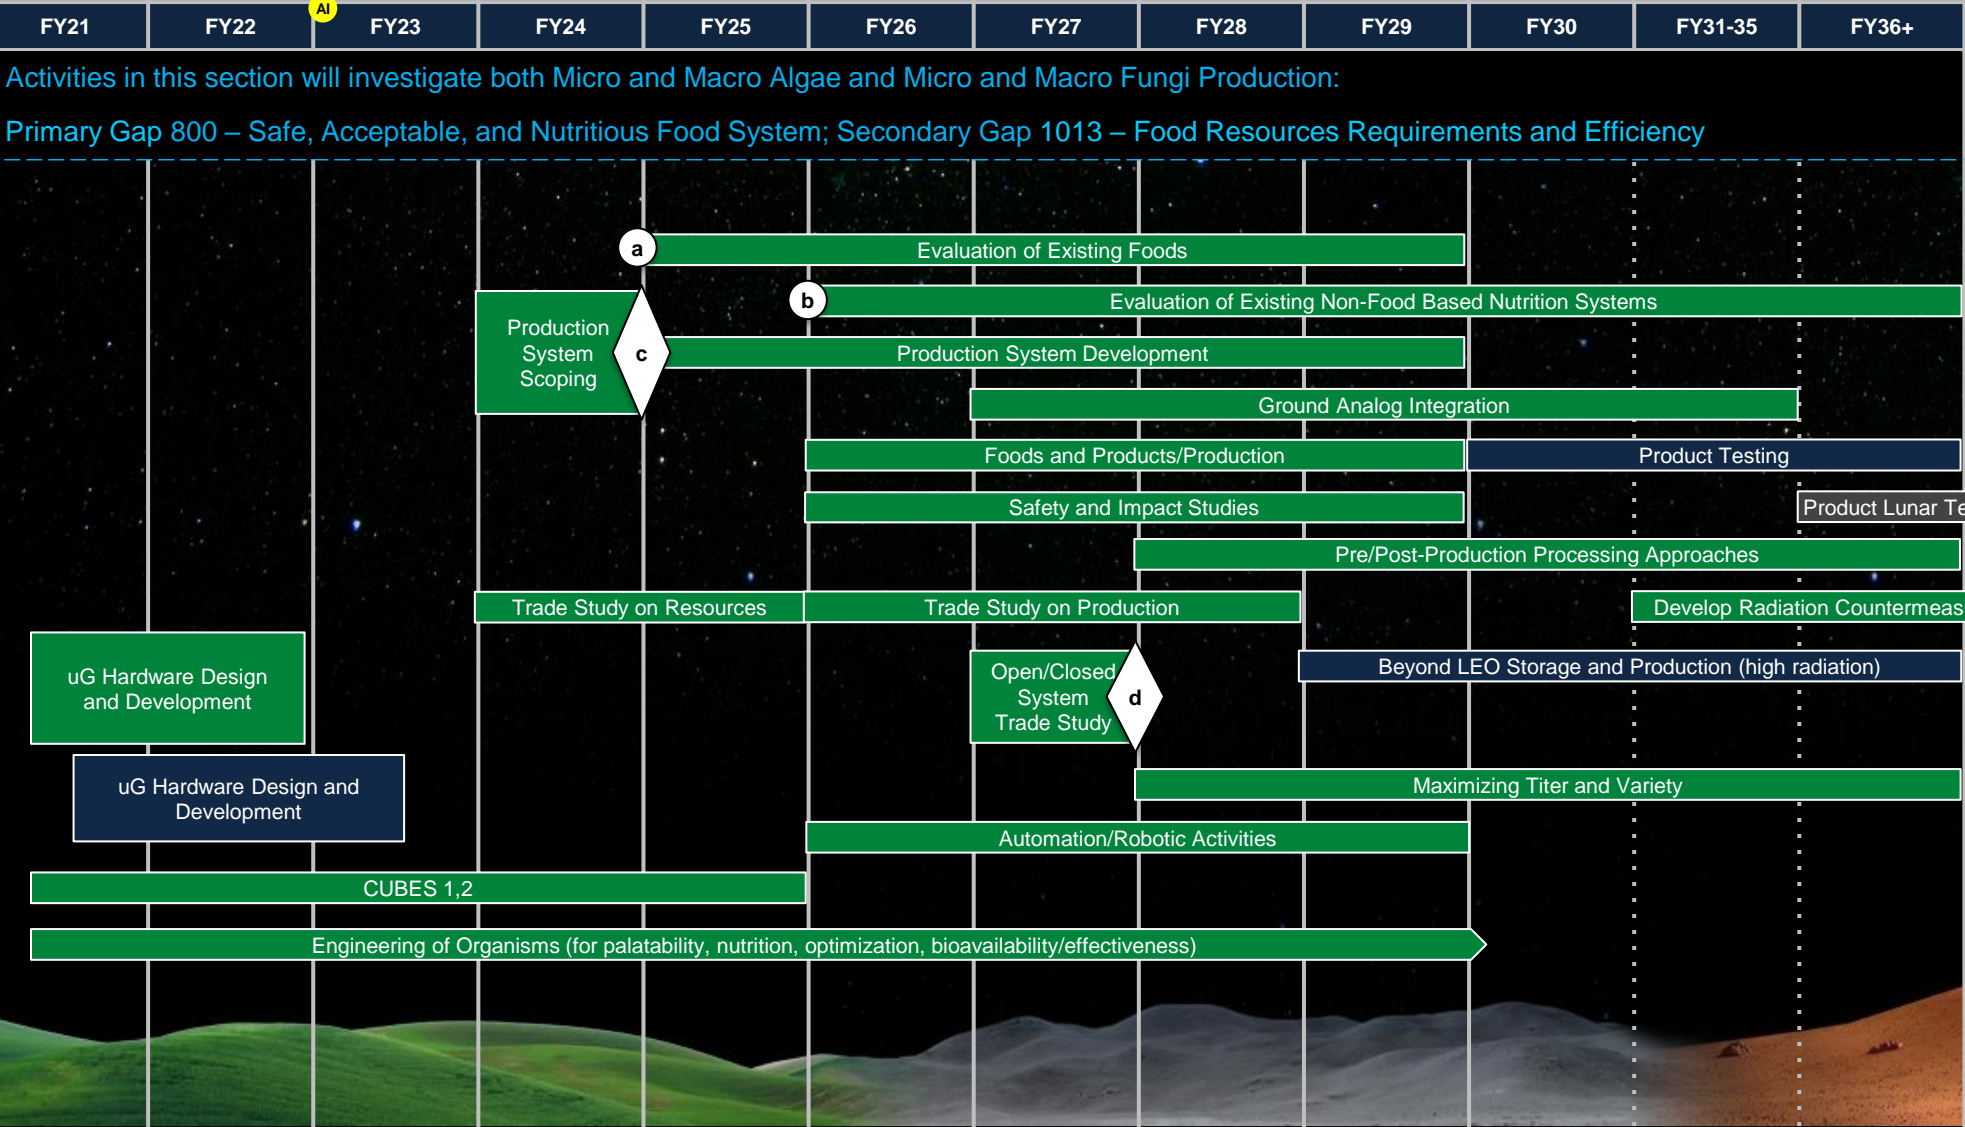 AI
FY21 FY22 FY23 FY24 FY25 FY26 FY27 FY28 FY29 FY30 FY31-35 FY36+
Activities in this section will investigate both Micro and Macro Algae and Micro and Macro Fungi Production:
Primary Gap 800 – Safe, Acceptable, and Nutritious Food System; Secondary Gap 1013 – Food Resources Requirements and Efficiency
a
Evaluation of Existing Foods
b
Evaluation of Existing Non-Food Based Nutrition Systems
Production
System
Scoping
c
Production System Development
Ground Analog Integration
Foods and Products/Production
Product Testing
Safety and Impact Studies
Product Lunar Te
Pre/Post-Production Processing Approaches
Trade Study on Resources
Trade Study on Production
Develop Radiation Countermeas
uG Hardware Design
and Development
Open/Closed
System
Trade Study
d
Beyond LEO Storage and Production (high radiation)
uG Hardware Design and
Development
Maximizing Titer and Variety
Automation/Robotic Activities
CUBES 1,2
Engineering of Organisms (for palatability, nutrition, optimization, bioavailability/effectiveness)